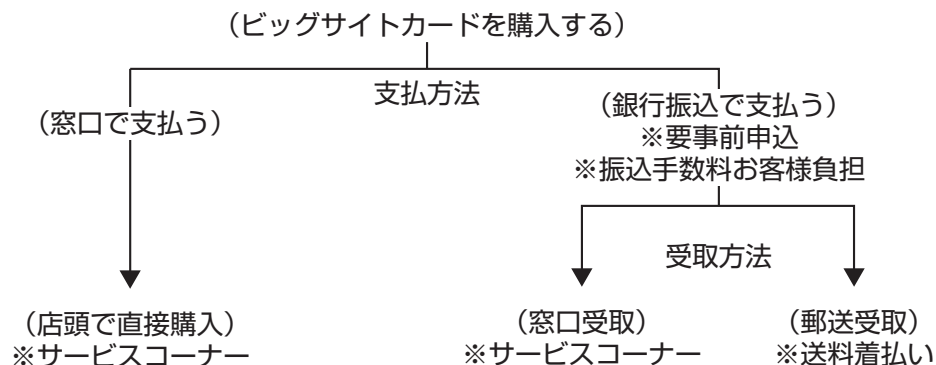 （ビッグサイトカードを購入する）
支払方法
（窓口で支払う）
（銀行振込で支払う）
※要事前申込
※振込手数料お客様負担
受取方法
（店頭で直接購入）
※サービスコーナー
（窓口受取）
※サービスコーナー
（郵送受取）
※送料着払い